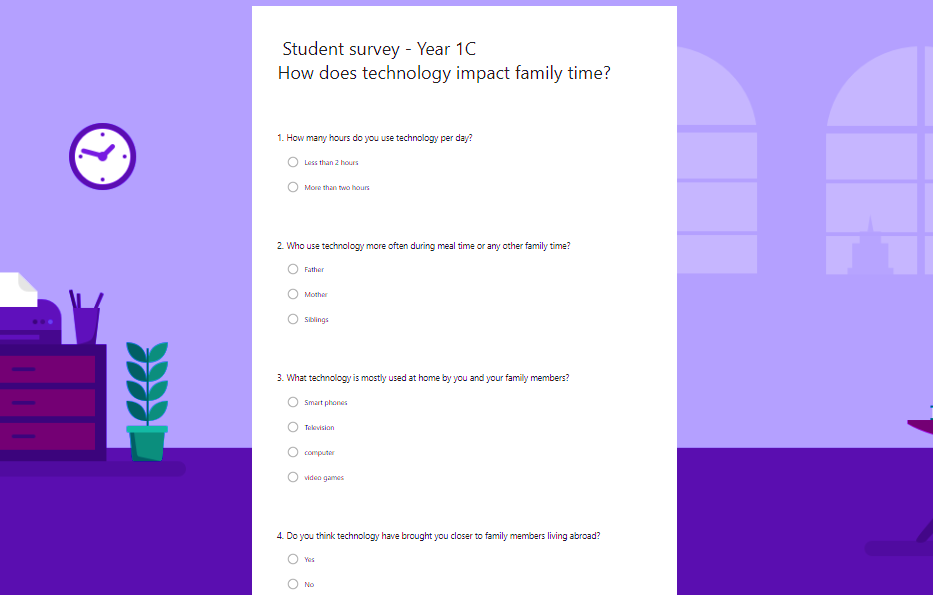 Student survey - Year 1C
How does technology impact family time?
1. How many hours do you use technology per day?
Less than 2 hours
More than two hours
2. Who use technology more often during meal time or any other family time?
Father
Mother
Siblings
3. What technology is mostly used at home by you and your family members?
Smart phones
Television
computer
video games
4. Do you think technology have brought you closer to family members living abroad?
Yes
No